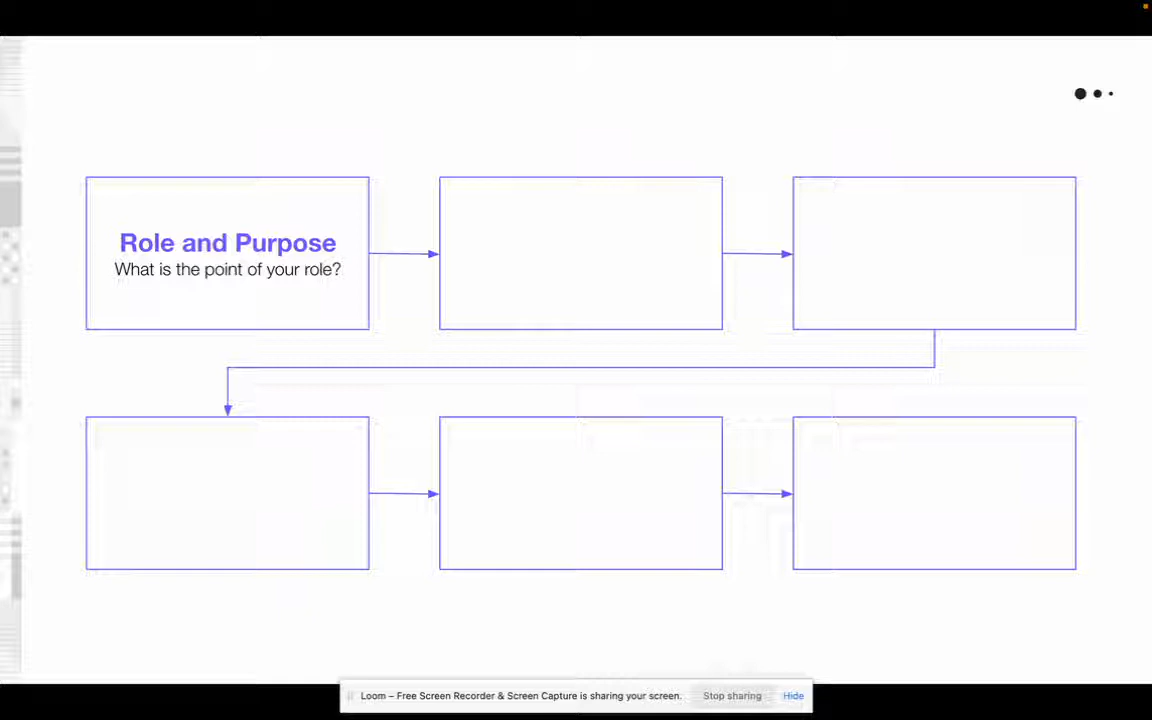 Role and Purpose
What is the point of your role?
Loom – Free Screen Recorder & Screen Capture is sharing your screen. Stop sharing Hide